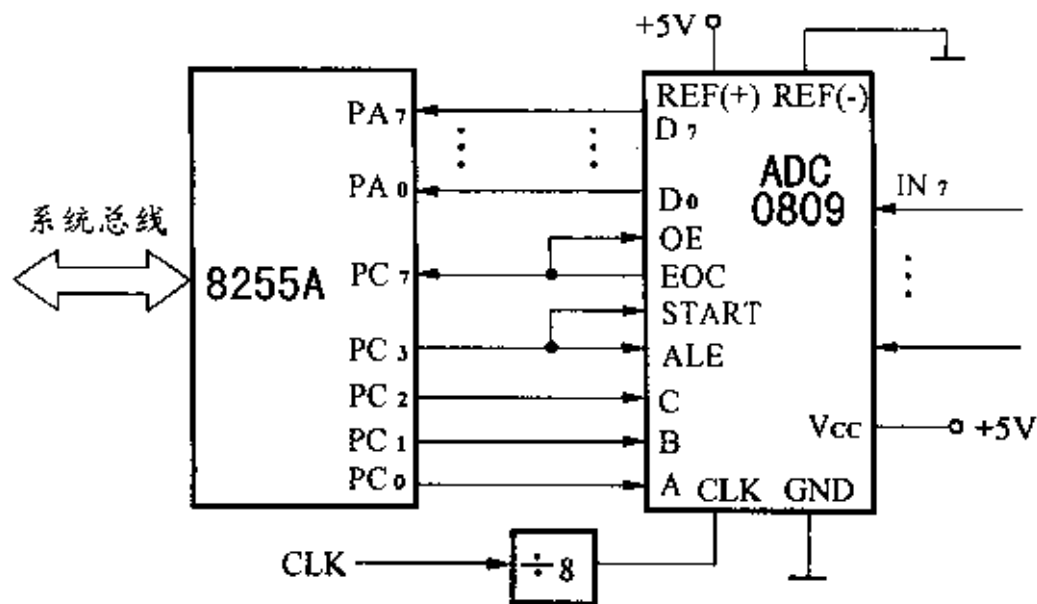 +5V
REF(+) REF(-)
PA7
D7
ADC
0809
IN7
PA0
D0
系统总线
OE
8255A
PC7
EOC
START
PC3
ALE
PC2
C
PC1
B
VCC
+5V
PC0
A
CLK
GND
CLK
÷8